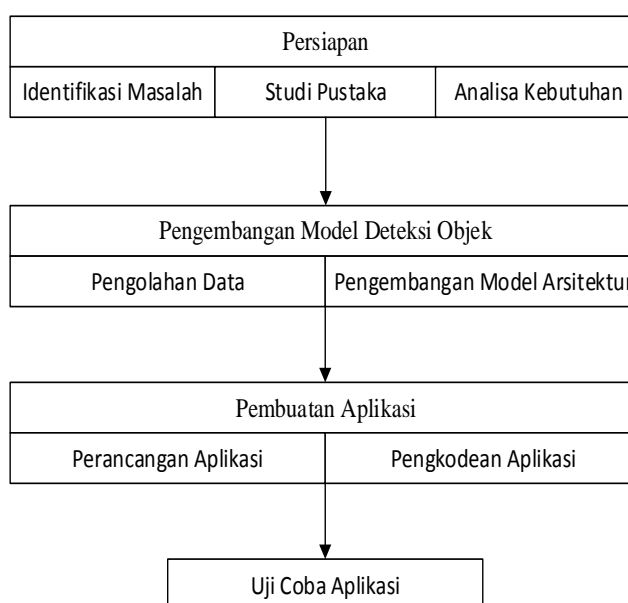 Persiapan
Identifikasi Masalah Studi Pustaka Analisa Kebutuhan
Pengembangan Model Deteksi Objek
Pengolahan Data Pengembangan Model Arsitektur
Pembuatan Aplikasi
Perancangan Aplikasi Pengkodean Aplikasi
Uji Coba Aplikasi